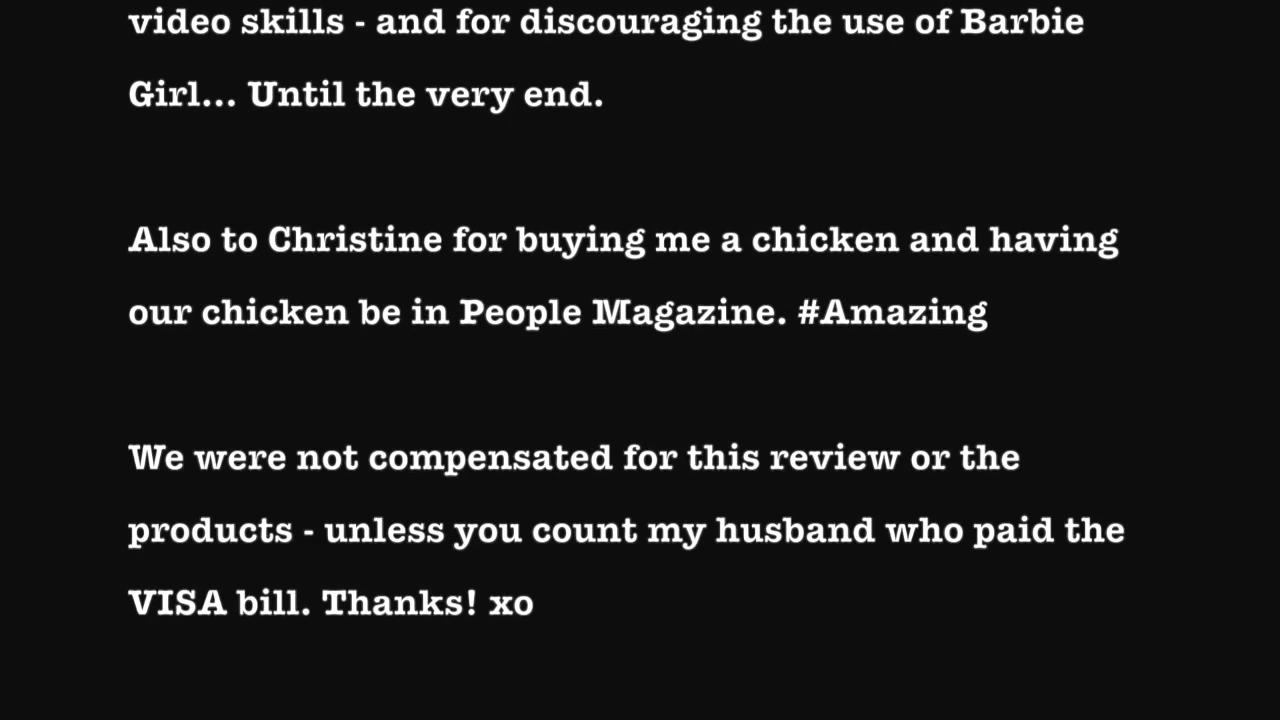 video skills - and for discouraging the use of Barbie
Girl... Until the very end.
Also to Christine for buying me a chicken and having
our chicken be in People Magazine. #Amazing
We were not compensated for this review or the
products - unless you count my husband who paid the
VISA bill. Thanks! xo